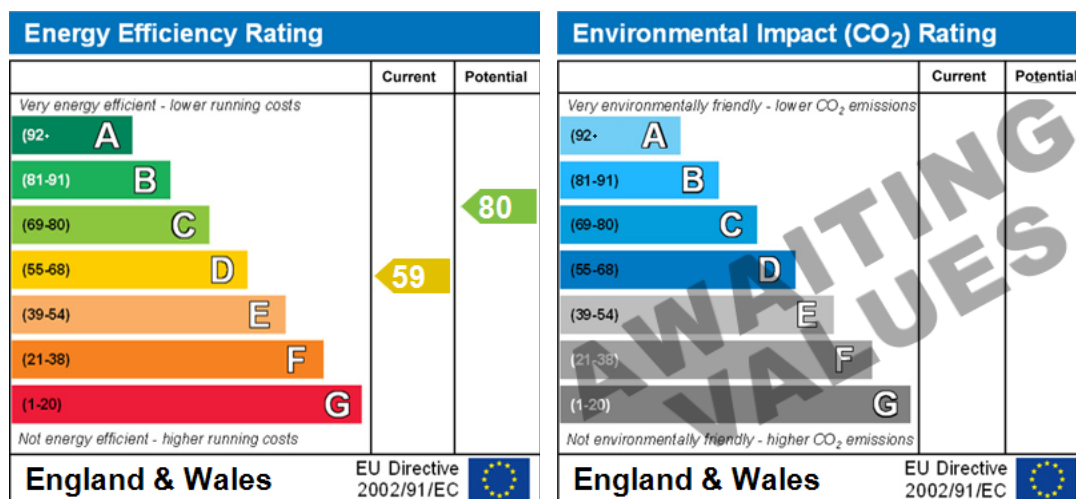 Energy Efficiency Rating
Current Potential
Very energy efficient - lower running costs
(92- A
(81-91) B
(69-80) C
(55-68) D
(39-54) E
(21-38) F
(1-20) G
80
59
Not energy efficient - higher running costs
England & Wales
EU Directive
2002/91/EC
Environmental Impact (CO₂) Rating
Current Potential
Very environmentally friendly - lower CO₂ emissions
(92- A
(81-91) B
(69-80) C
(55-68) D
(39-54) E
(21-38) F
(1-20) G
AWAITING
VALUES
Not environmentally friendly - higher CO₂ emissions
England & Wales
EU Directive
2002/91/EC